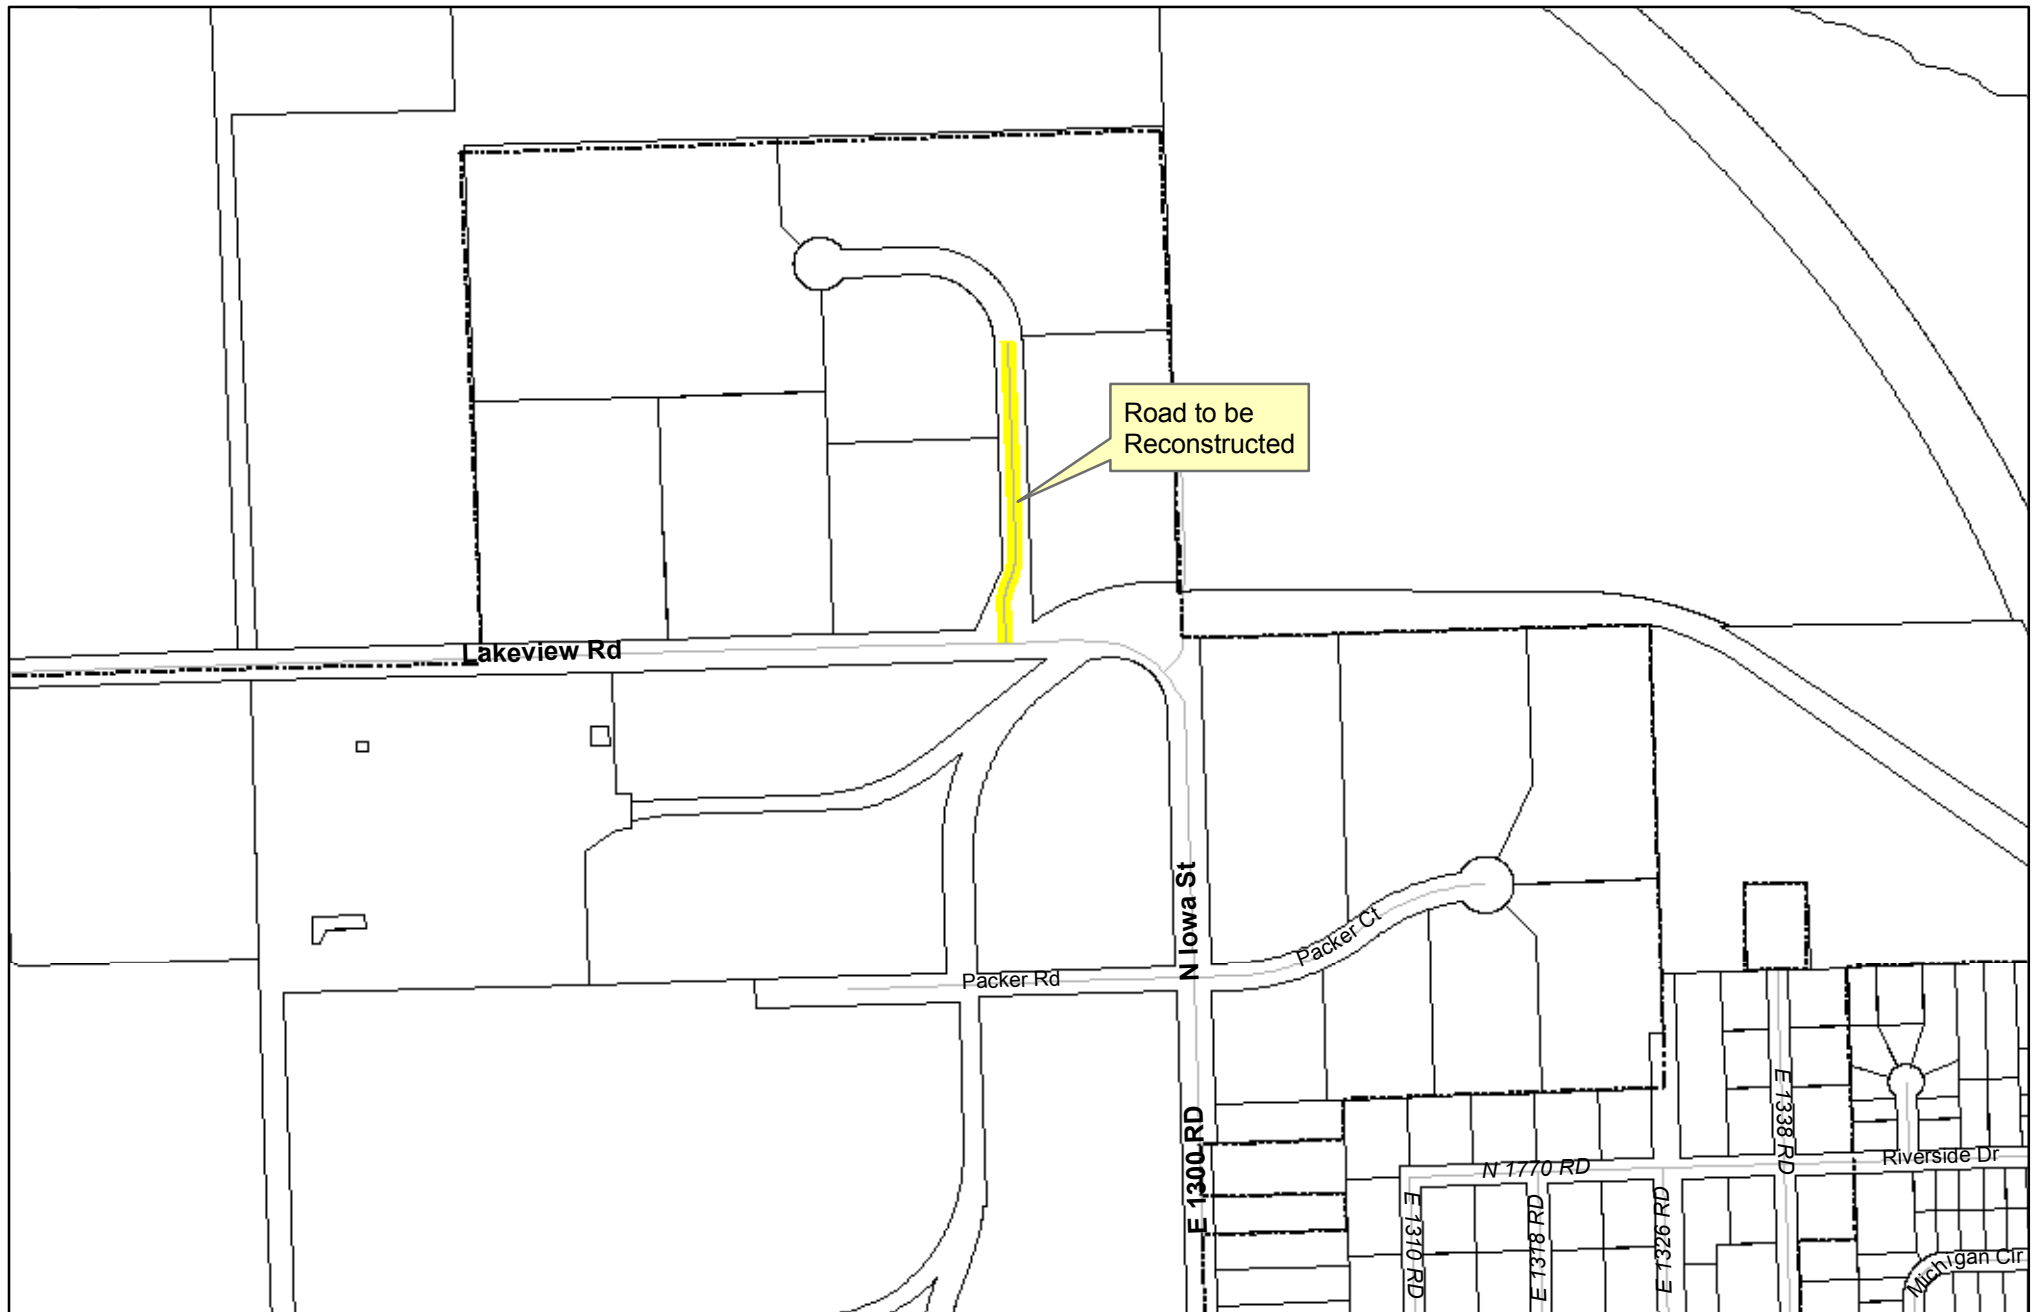 Road to be
Reconstructed
Lakeview Rd
N Iowa St
Packer Ct
Packer Rd
E 1300 RD
E 1338 RD
Riverside Dr
N 1770 RD
E 1310 RD
E 1318 RD
E 1326 RD
Michigan Cir